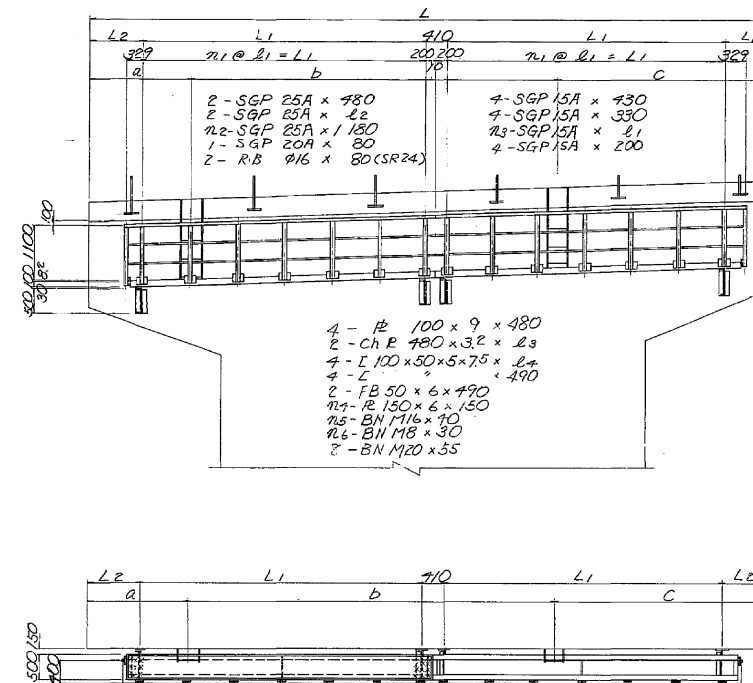 L
L2 L1 410 L1
329 n1 @ l1 = L1 200 200 n1 @ l1 = L1 329
10
a b c
2-SGP 25A × 480
2-SGP 25A × l2
n2-SGP 25A × 1180
1-SGP 20A × 80
2-R.B φ16 × 80 (SR24)
4-SGP 15A × 430
4-SGP 15A × 330
n3-SGP 15A × l1
4-SGP 15A × 200
100
1100
100
500
30
4-PL 100 × 9 × 480
2-Ch PL 480 × 3.2 × l3
4-[ 100 × 50 × 5 × 7.5 × l4
4-[ " × 490
2-FB 50 × 6 × 490
n4-PL 150 × 6 × 150
n5-BN M16 × 40
n6-BN M8 × 30
2-BN M20 × 55
L2 L1 410 L1 L2
a b c
150
500
400